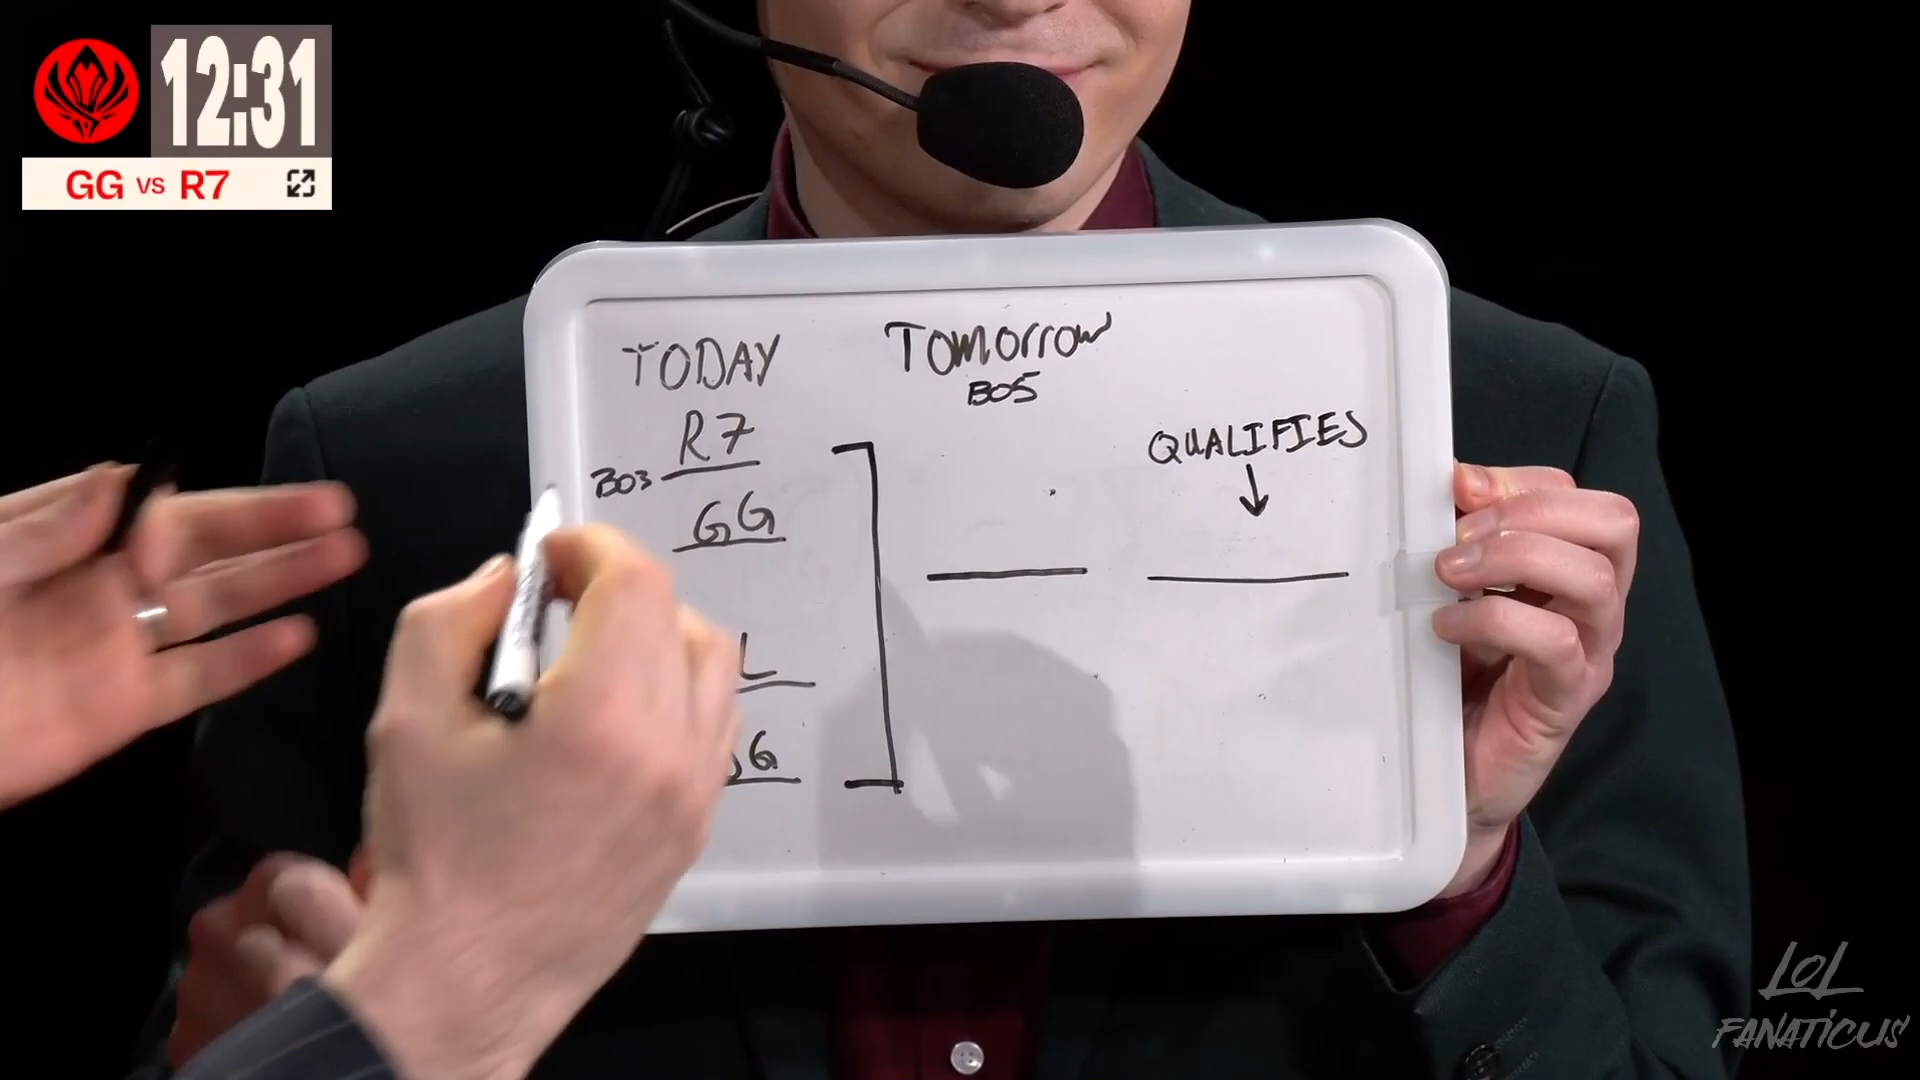 12:31
GG VS R7
TODAY
R7
BO3
GG
L
G
Tomorrow
BO5
QUALIFIES
LOL
FANATICUS